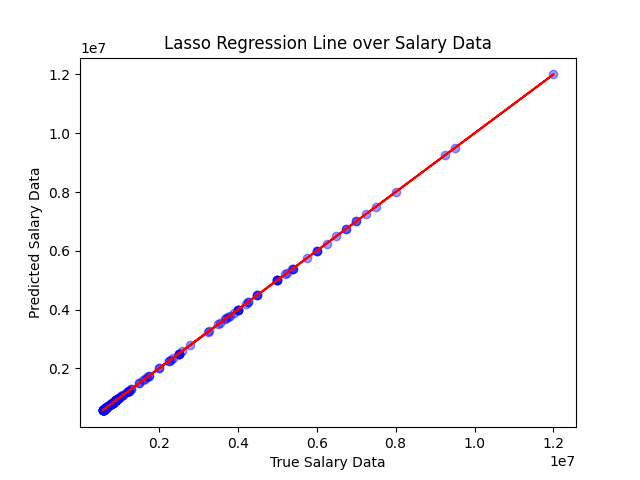 Lasso Regression Line over Salary Data
1e7
1.2
1.0
0.8
0.6
0.4
0.2
Predicted Salary Data
0.2 0.4 0.6 0.8 1.0 1.2
True Salary Data
1e7